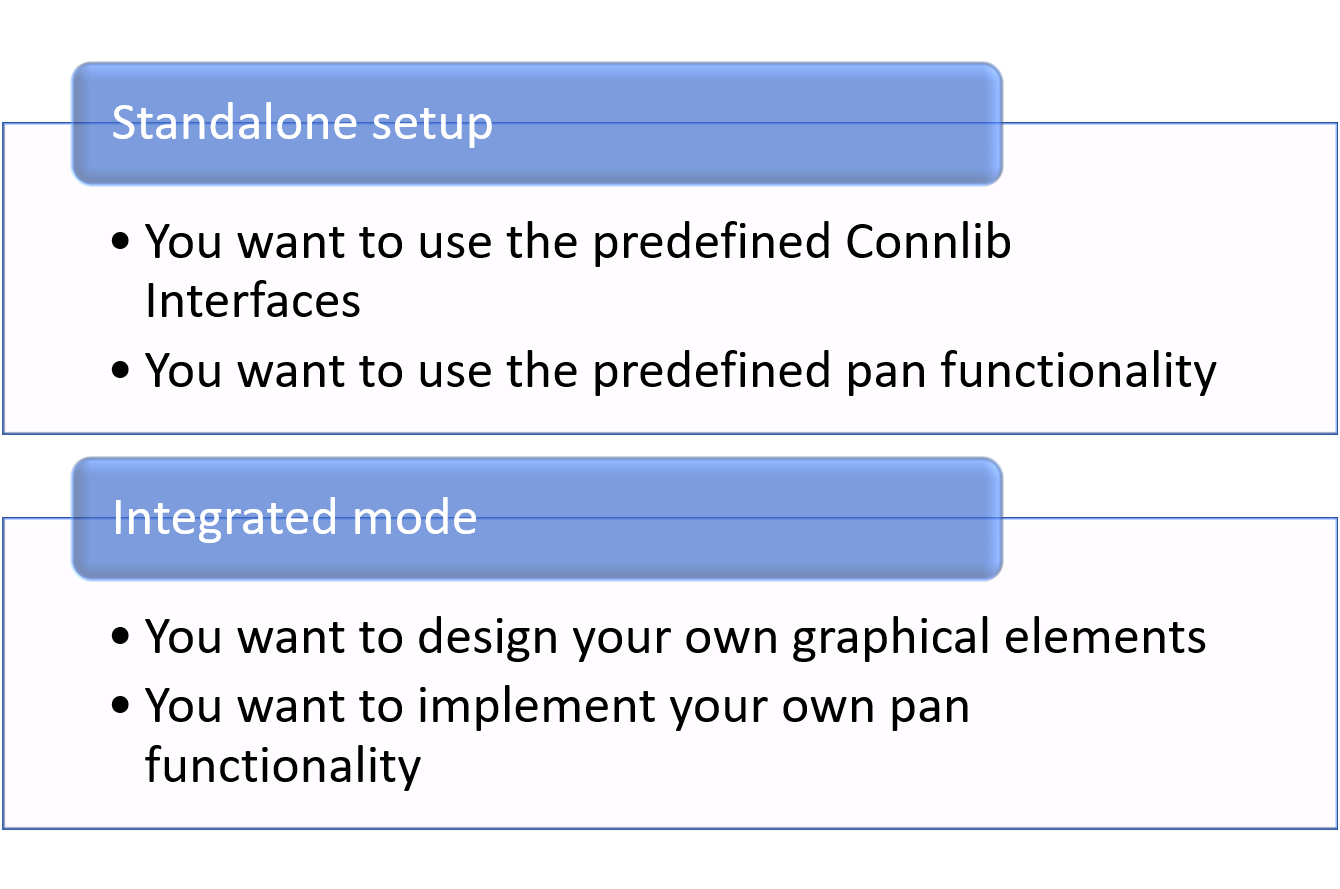 Standalone setup
• You want to use the predefined Connlib
Interfaces
• You want to use the predefined pan functionality
Integrated mode
• You want to design your own graphical elements
• You want to implement your own pan
functionality